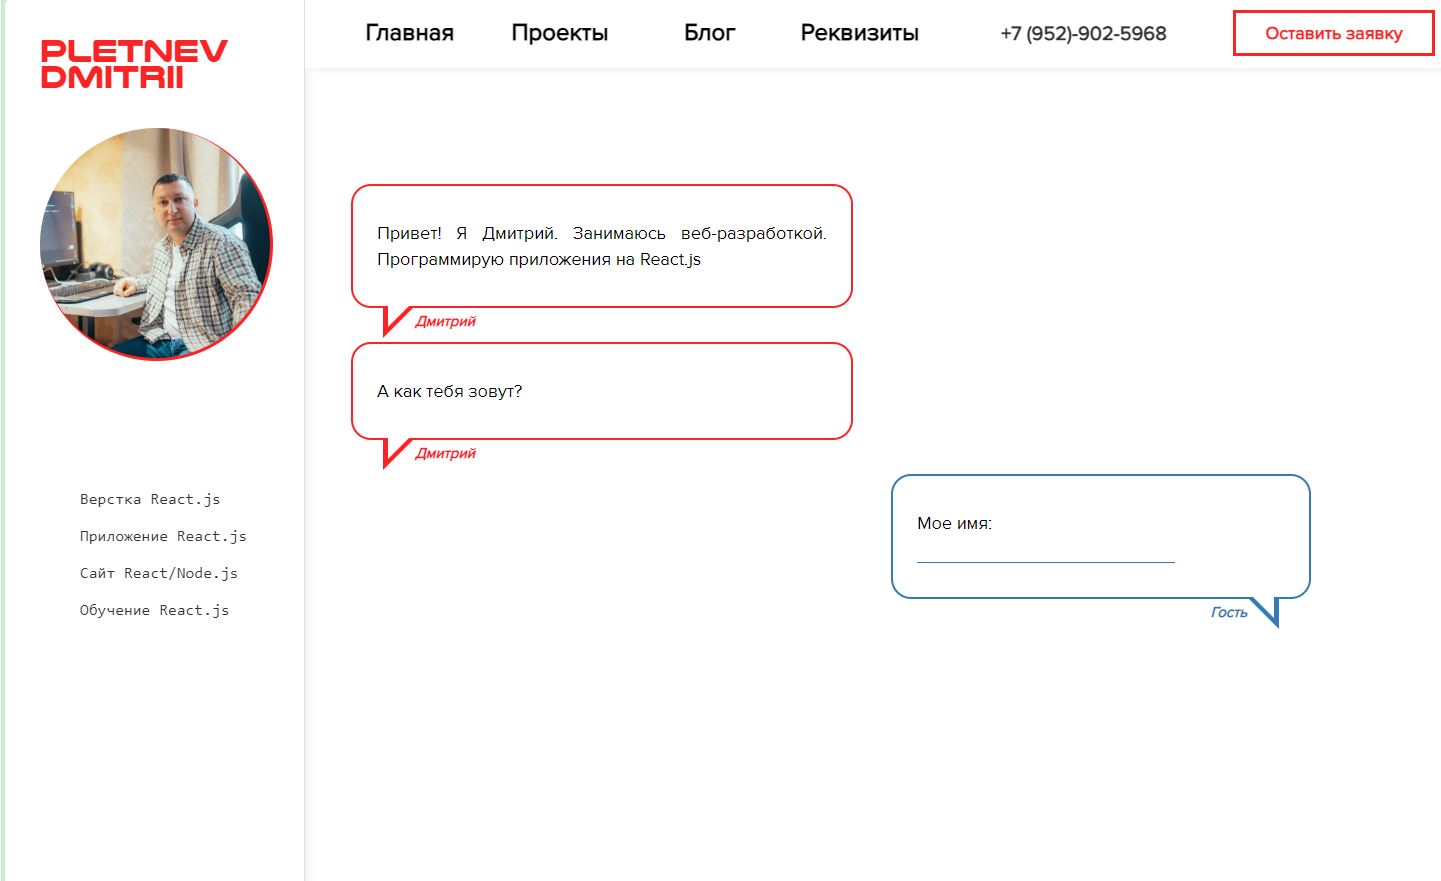 PLETNEV
DMITRII
Главная Проекты Блог Реквизиты +7 (952)-902-5968 Оставить заявку
Привет! Я Дмитрий. Занимаюсь веб-разработкой.
Программирую приложения на React.js
Дмитрий
А как тебя зовут?
Дмитрий
Мое имя:
Гость
Верстка React.js
Приложение React.js
Сайт React/Node.js
Обучение React.js